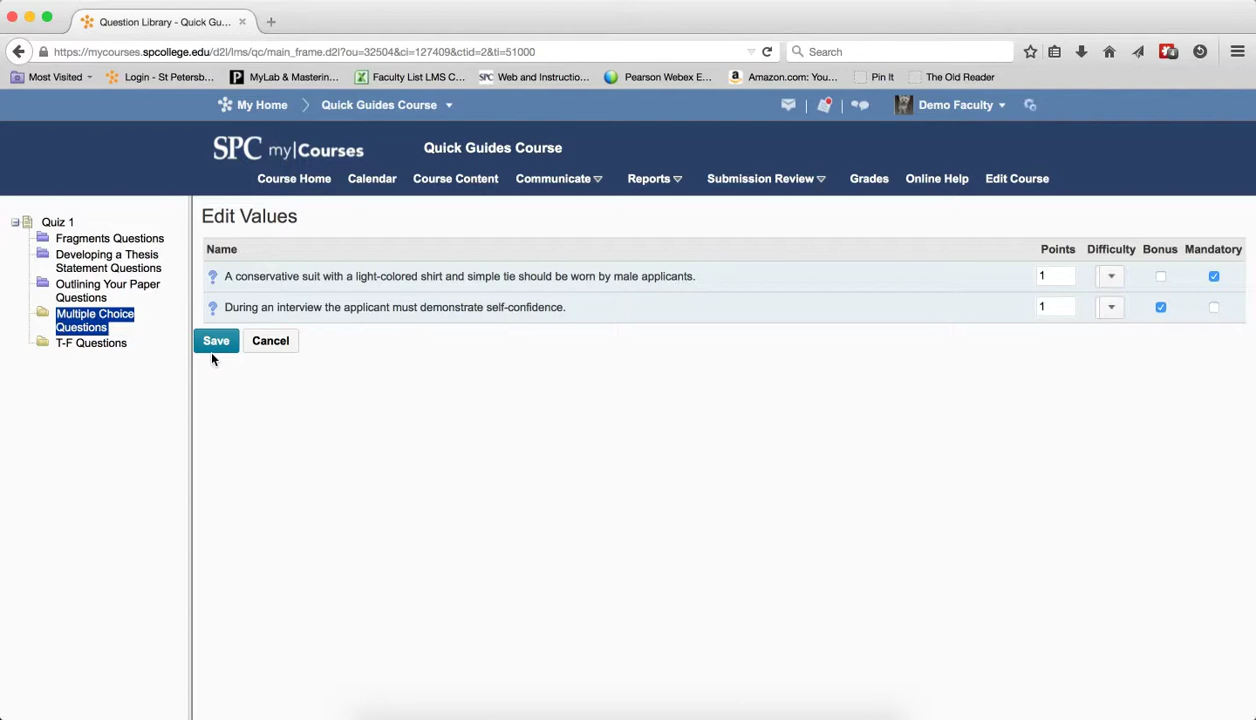 Question Library - Quick Gu...
https://mycourses.spcollege.edu/d2l/lms/qc/main_frame.d2l?ou=32504&ci=127409&ctid=2&ti=51000
Search
Most Visited
Login - St Petersb...
MyLab & Mastering...
Faculty List LMS C...
SPC Web and Instructio...
Pearson Webex E...
Amazon.com: You...
Pin It
The Old Reader
My Home
Quick Guides Course
Demo Faculty
SPC my|Courses
Quick Guides Course
Course Home
Calendar
Course Content
Communicate
Reports
Submission Review
Grades
Online Help
Edit Course
Quiz 1
Fragments Questions
Developing a Thesis
Statement Questions
Outlining Your Paper
Questions
Multiple Choice
Questions
T-F Questions
Edit Values
Name Points Difficulty Bonus Mandatory
A conservative suit with a light-colored shirt and simple tie should be worn by male applicants. 1
During an interview the applicant must demonstrate self-confidence. 1
Save Cancel